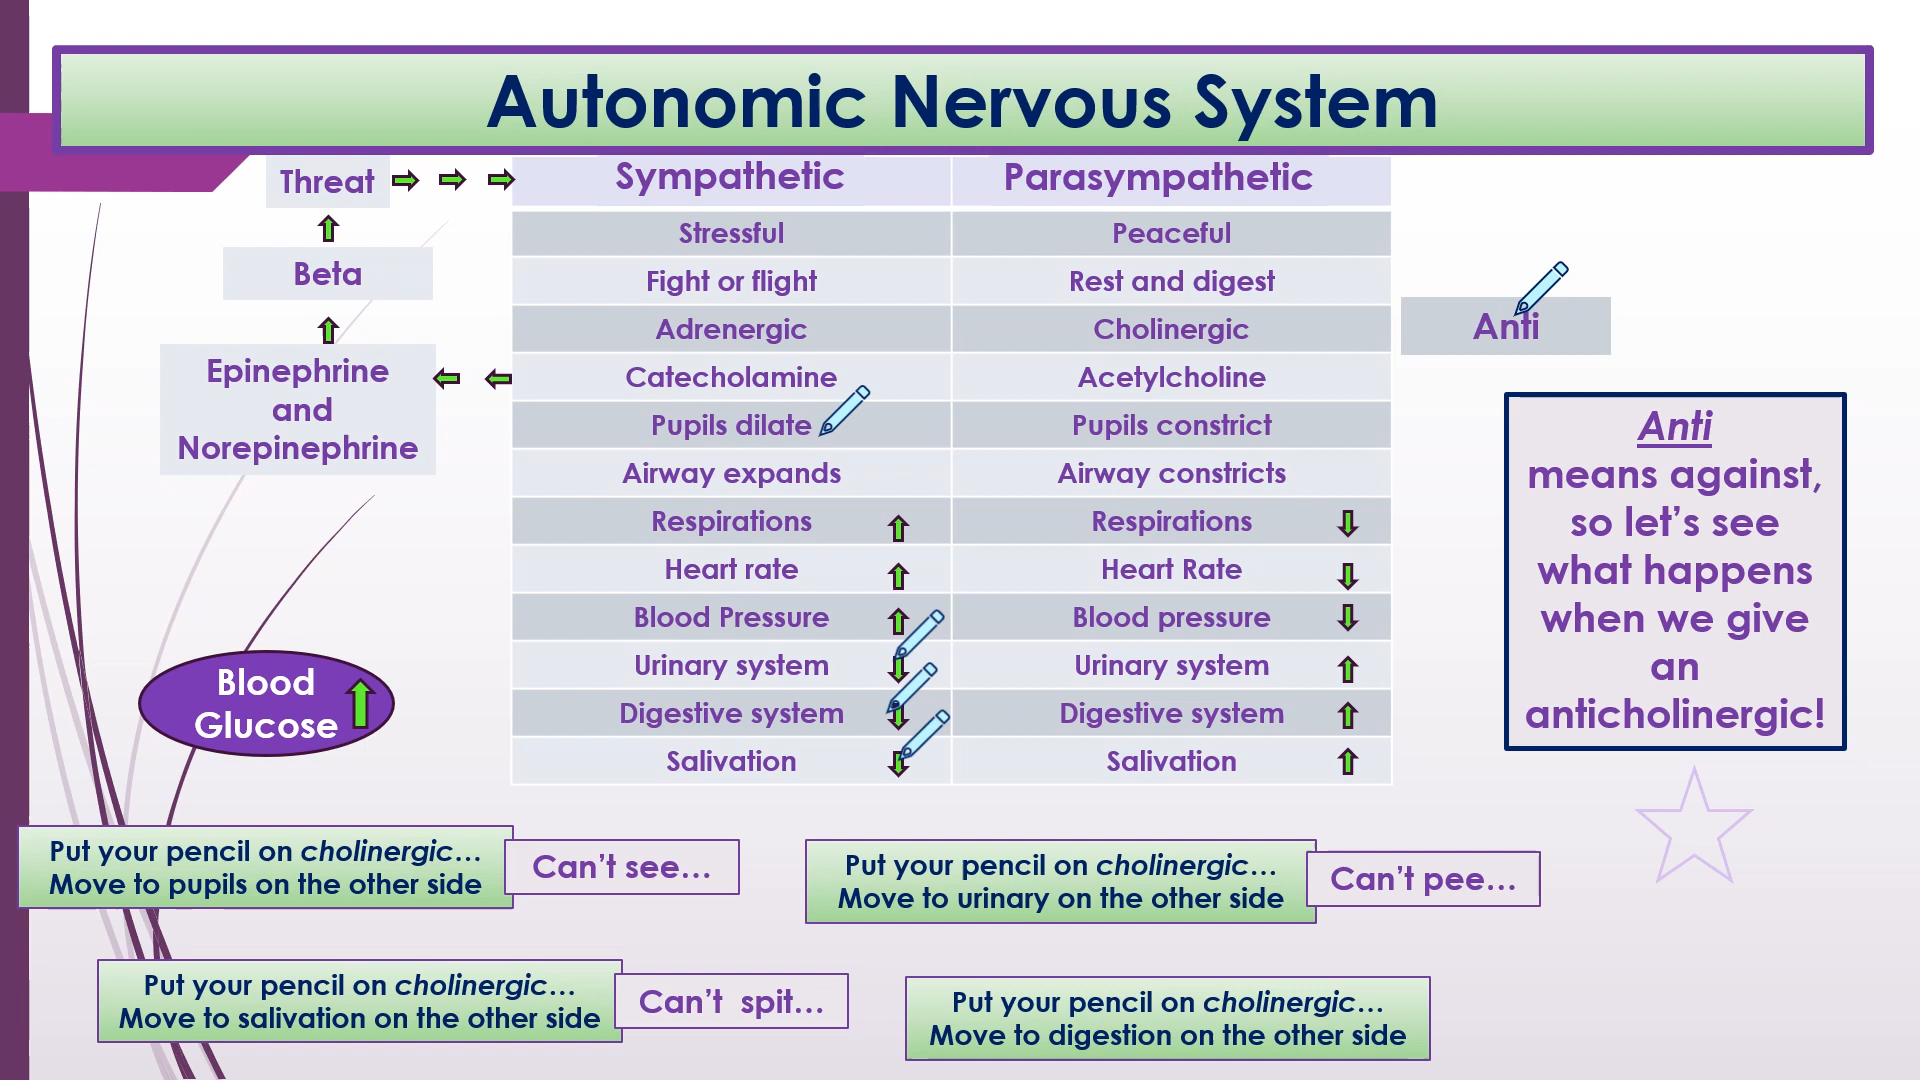 Autonomic Nervous System
Threat
Sympathetic
Parasympathetic
Stressful
Peaceful
Beta
Fight or flight
Rest and digest
Adrenergic
Cholinergic
Anti
Epinephrine
and
Norepinephrine
Catecholamine
Acetylcholine
Pupils dilate
Pupils constrict
Airway expands
Airway constricts
Respirations
Respirations
Heart rate
Heart Rate
Blood Pressure
Blood pressure
Urinary system
Urinary system
Digestive system
Digestive system
Salivation
Salivation
Anti
means against,
so let’s see
what happens
when we give
an
anticholinergic!
Blood
Glucose
Put your pencil on cholinergic…
Move to pupils on the other side
Can’t see…
Put your pencil on cholinergic…
Move to urinary on the other side
Can’t pee…
Put your pencil on cholinergic…
Move to salivation on the other side
Can’t  spit…
Put your pencil on cholinergic…
Move to digestion on the other side